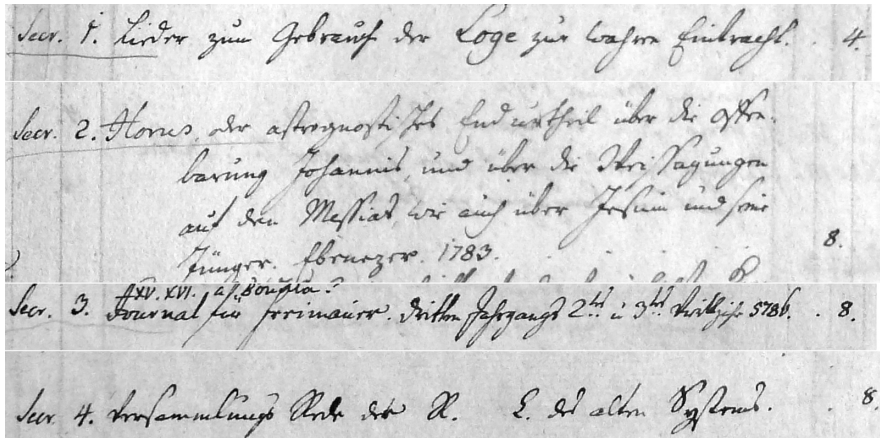 Secr. 1. Lieder zum Gebrauch der Loge zur wahren Eintracht. . 4.
Secr. 2. Horus, oder astrognostisches Endurtheil über die Offen-
barung Johannis, und über die Weissagungen
auf den Messias, wie auch über Jesum und seine
Jünger. Ebenezer. 1783. 8.
XV. XVI.
Secr. 3. Journal für Freimaurer. dritten Jahrgangs 2tes u 3tes 5786. . 8.
Secr. 4. Versammlungs Rede der R. L. des alten Systems. . 8.